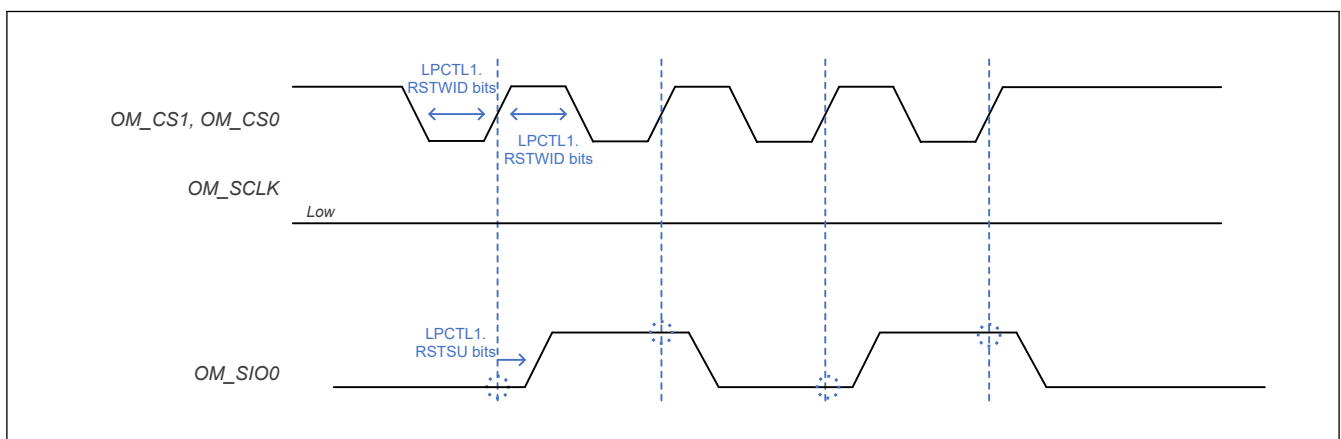 LPCTL1.
RSTWID bits
OM_CS1, OM_CS0
LPCTL1.
RSTWID bits
OM_SCLK
Low
LPCTL1.
RSTSU bits
OM_SIO0